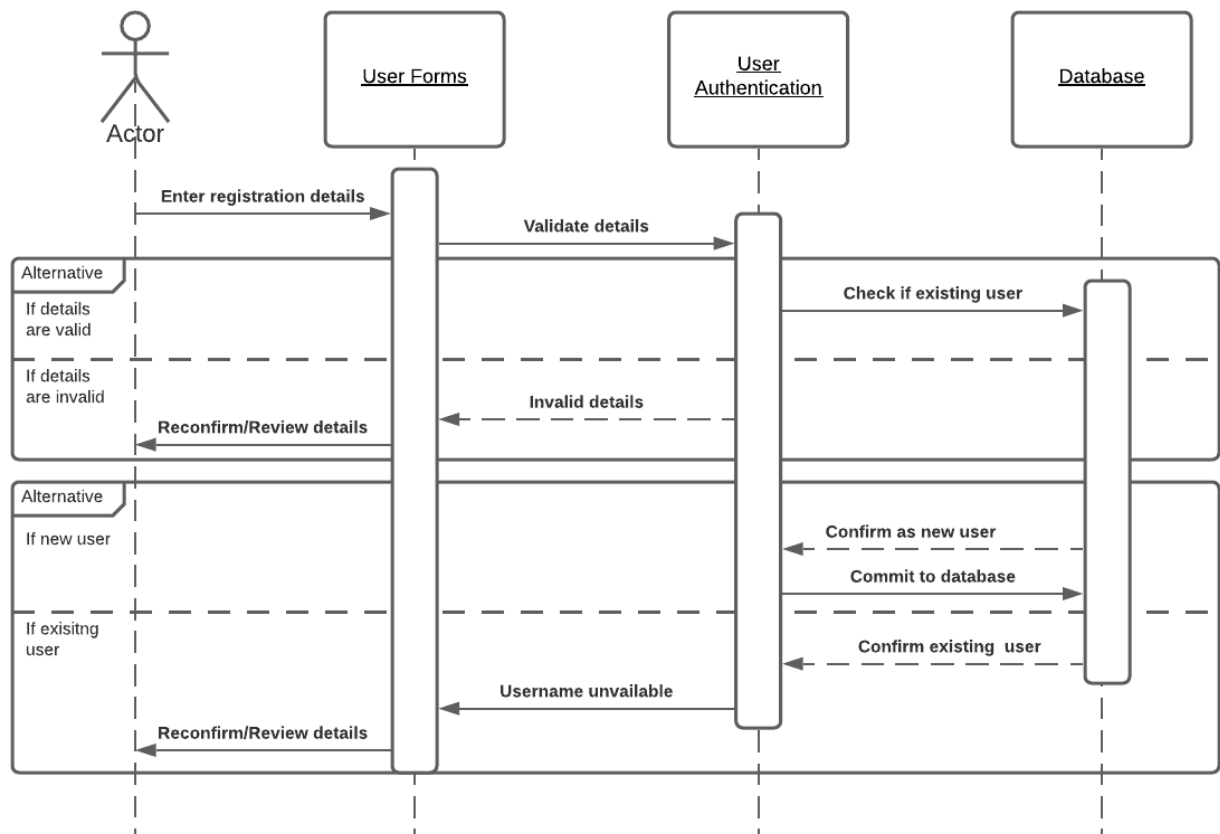 Actor
User Forms
User
Authentication
Database
Enter registration details
Validate details
Alternative
If details
are valid
Check if existing user
If details
are invalid
Invalid details
Reconfirm/Review details
Alternative
If new user
Confirm as new user
Commit to database
If exisitng
user
Confirm existing  user
Username unvailable
Reconfirm/Review details